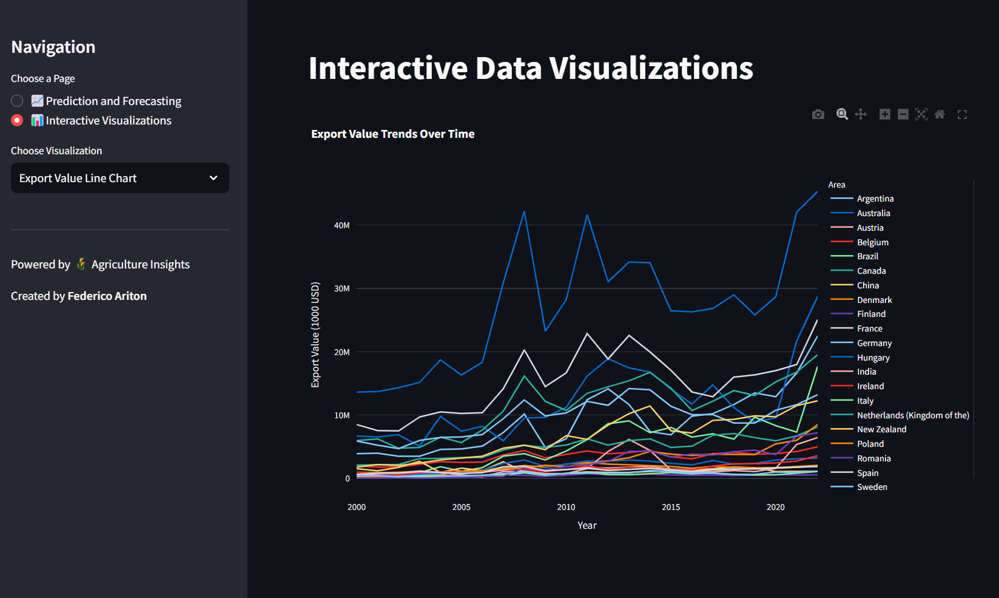 Navigation
Choose a Page
Prediction and Forecasting
Interactive Visualizations
Choose Visualization
Export Value Line Chart
Powered by Agriculture Insights
Created by Federico Ariton
Interactive Data Visualizations
Export Value Trends Over Time
Export Value (1000 USD)
40M
30M
20M
10M
0
2000 2005 2010 2015 2020
Year
Area
Argentina
Australia
Austria
Belgium
Brazil
Canada
China
Denmark
Finland
France
Germany
Hungary
India
Ireland
Italy
Netherlands (Kingdom of the)
New Zealand
Poland
Romania
Spain
Sweden